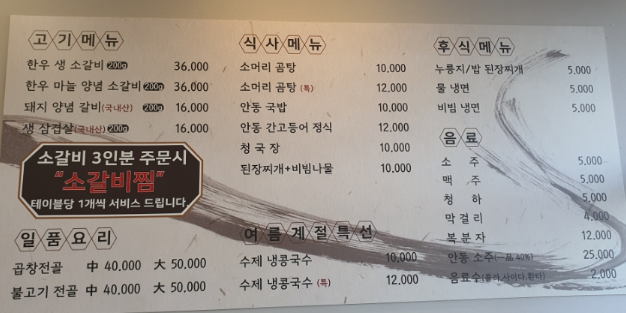 고기메뉴
한우 생 소갈비 200g 36,000
한우 마늘 양념 소갈비 200g 36,000
돼지 양념 갈비(국내산) 200g 16,000
생 삼겹살(국내산) 200g 16,000
소갈비 3인분 주문시
"소갈비찜"
테이블당 1개씩 서비스 드립니다
일품요리
곱창전골 中 40,000 大 50,000
불고기 전골 中 40,000 大 50,000
식사메뉴
소머리 곰탕 10,000
소머리 곰탕 (특) 12,000
안동 국밥 10,000
안동 간고등어 정식 12,000
청국장 10,000
된장찌개+비빔나물 10,000
여름계절특선
수제 냉콩국수 10,000
수제 냉콩국수 (특) 12,000
후식메뉴
누룽지/밥 된장찌개 5,000
물 냉면 5,000
비빔 냉면 5,000
음료
소 주 5,000
맥 주 5,000
청 하 5,000
막걸리 4,000
복분자 12,000
안동 소주(一品 40%) 25,000
음료수(콜라,사이다,환타) 2,000